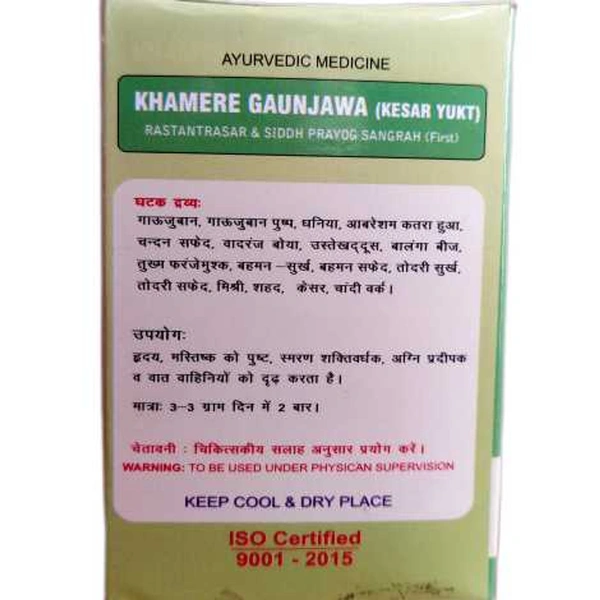 AYURVEDIC MEDICINE
KHAMERE GAUNJAWA (KESAR YUKT)
RASTANTRASAR & SIDDH PRAYOG SANGRAH (First)
घटक द्रव्यः
गाऊजुबान, गाऊजुबान पुष्प, धनिया, आबरेशम कतरा हुआ,
चन्दन सफेद, वादरंज बोया, उस्तेखद्दूस, बालंगा बीज,
तुख्म फरंजेमुश्क, बहमन –सुर्ख, बहमन सफेद, तोदरी सुर्ख,
तोदरी सफेद, मिश्री, शहद, केसर, चांदी वर्क।
उपयोगः
हृदय, मस्तिष्क को पुष्ट, स्मरण शक्तिवर्धक, अग्नि प्रदीपक
व वात वाहिनियों को दृढ़ करता है।
मात्राः 3–3 ग्राम दिन में 2 बार।
चेतावनी : चिकित्सकीय सलाह अनुसार प्रयोग करें।
WARNING: TO BE USED UNDER PHYSICAN SUPERVISION
KEEP COOL & DRY PLACE
ISO Certified
9001 - 2015